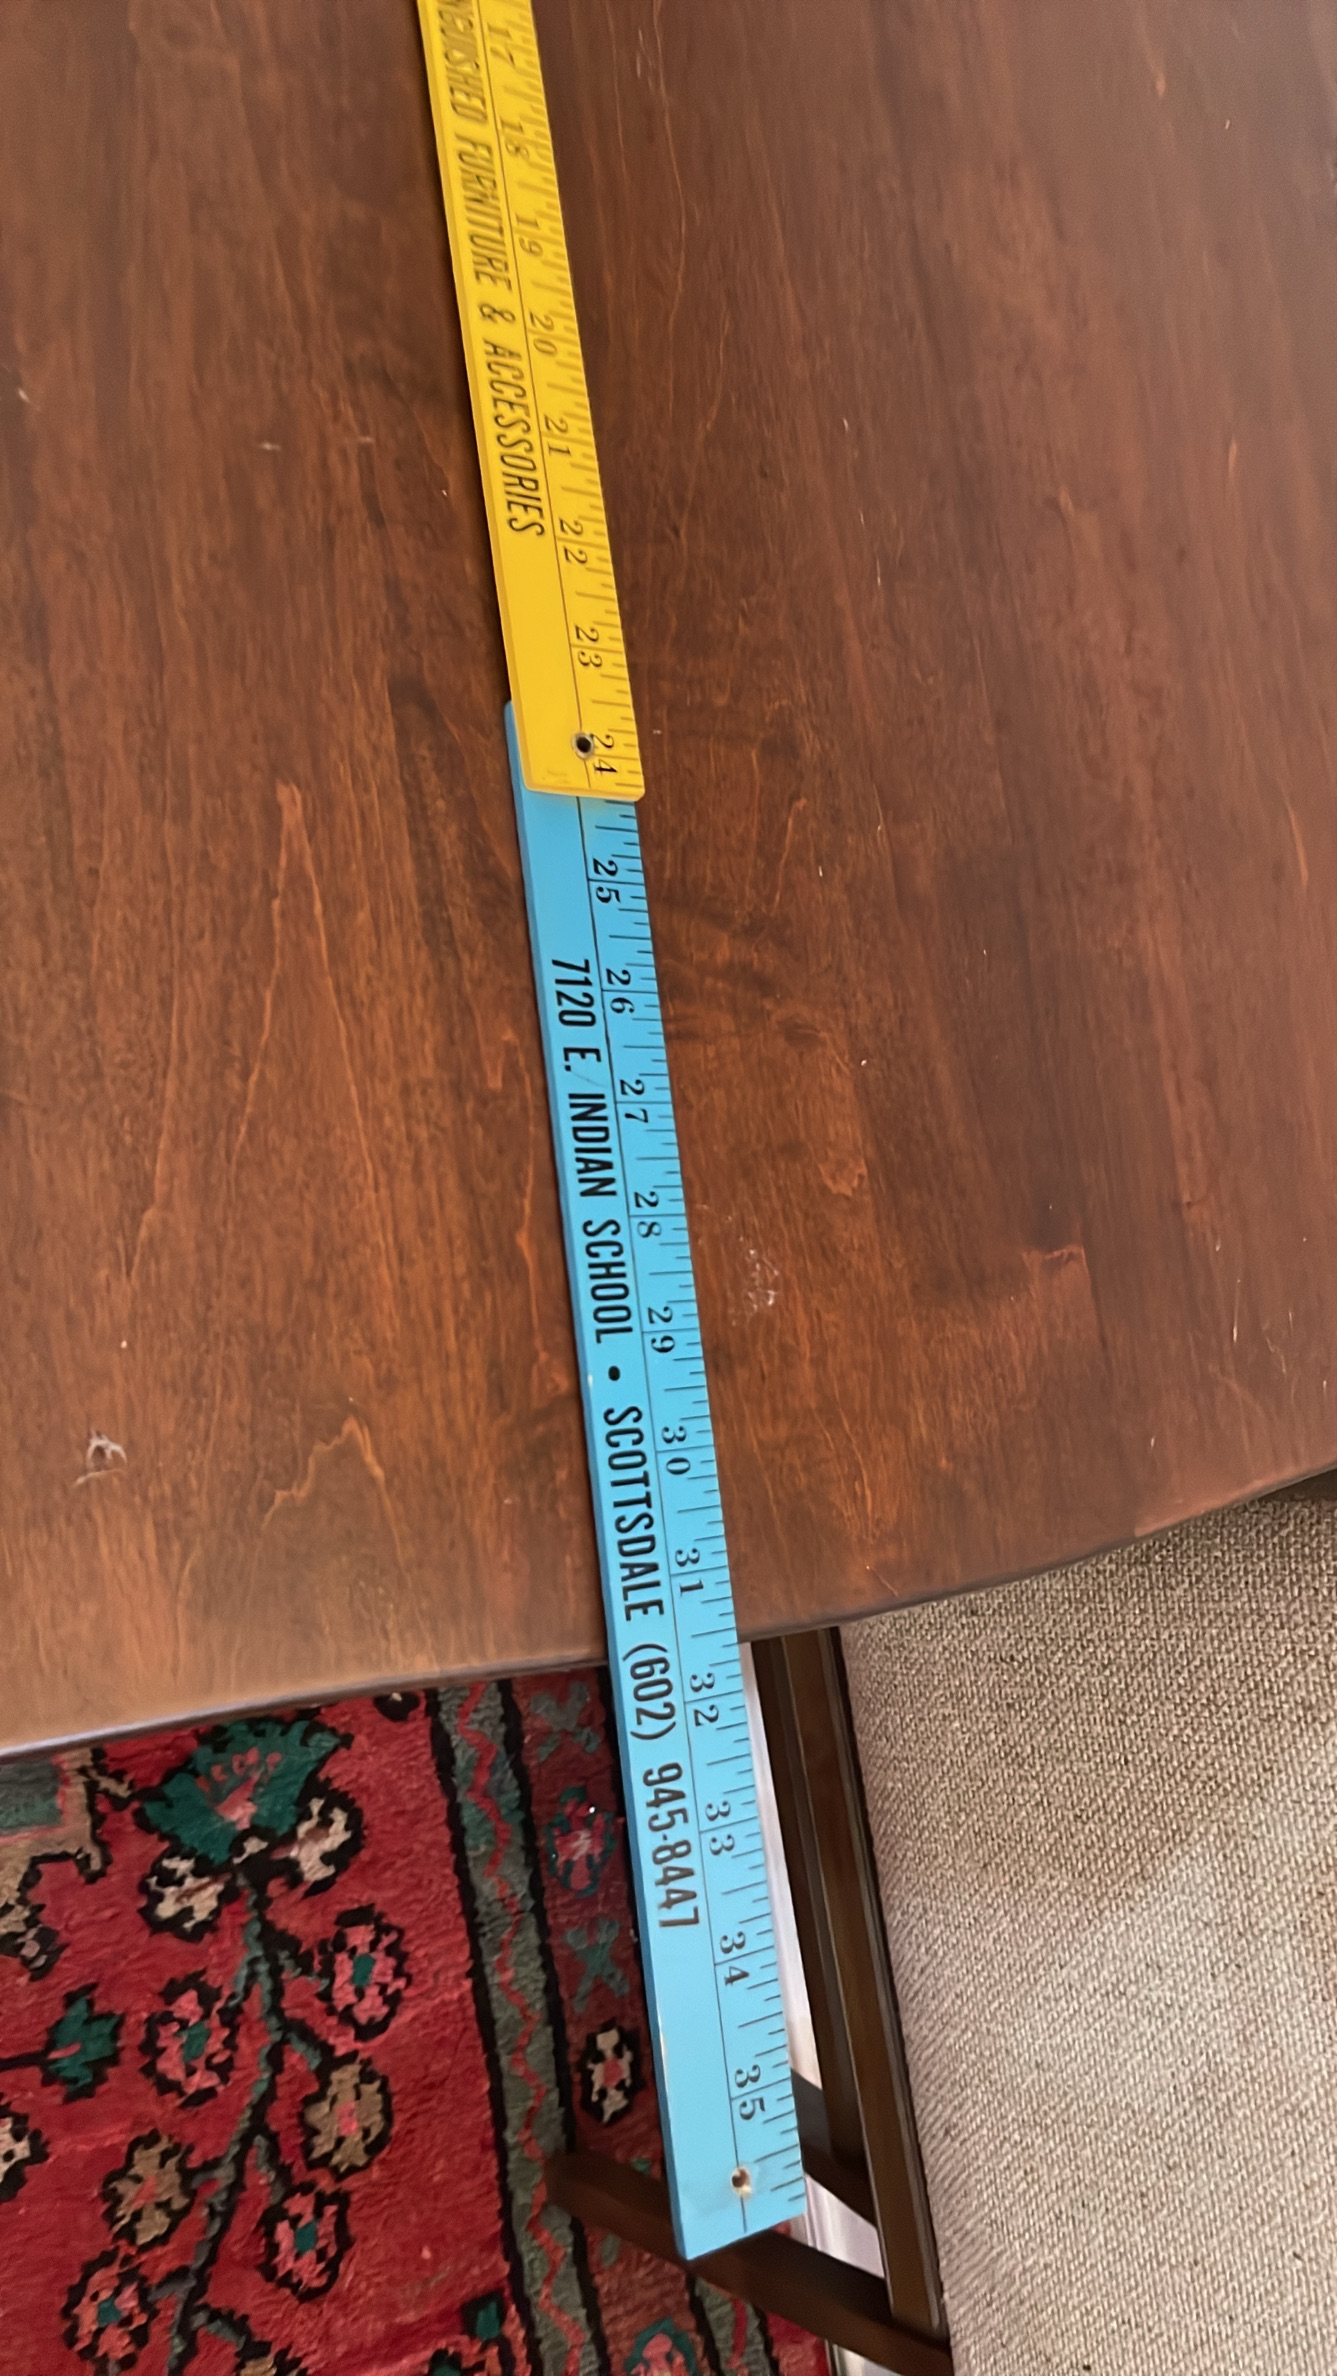 NISHED FURNITURE & ACCESSORIES
17 18 19 20 21 22 23 24
7120 E. INDIAN SCHOOL • SCOTTSDALE (602) 945-8447
25 26 27 28 29 30 31 32 33 34 35